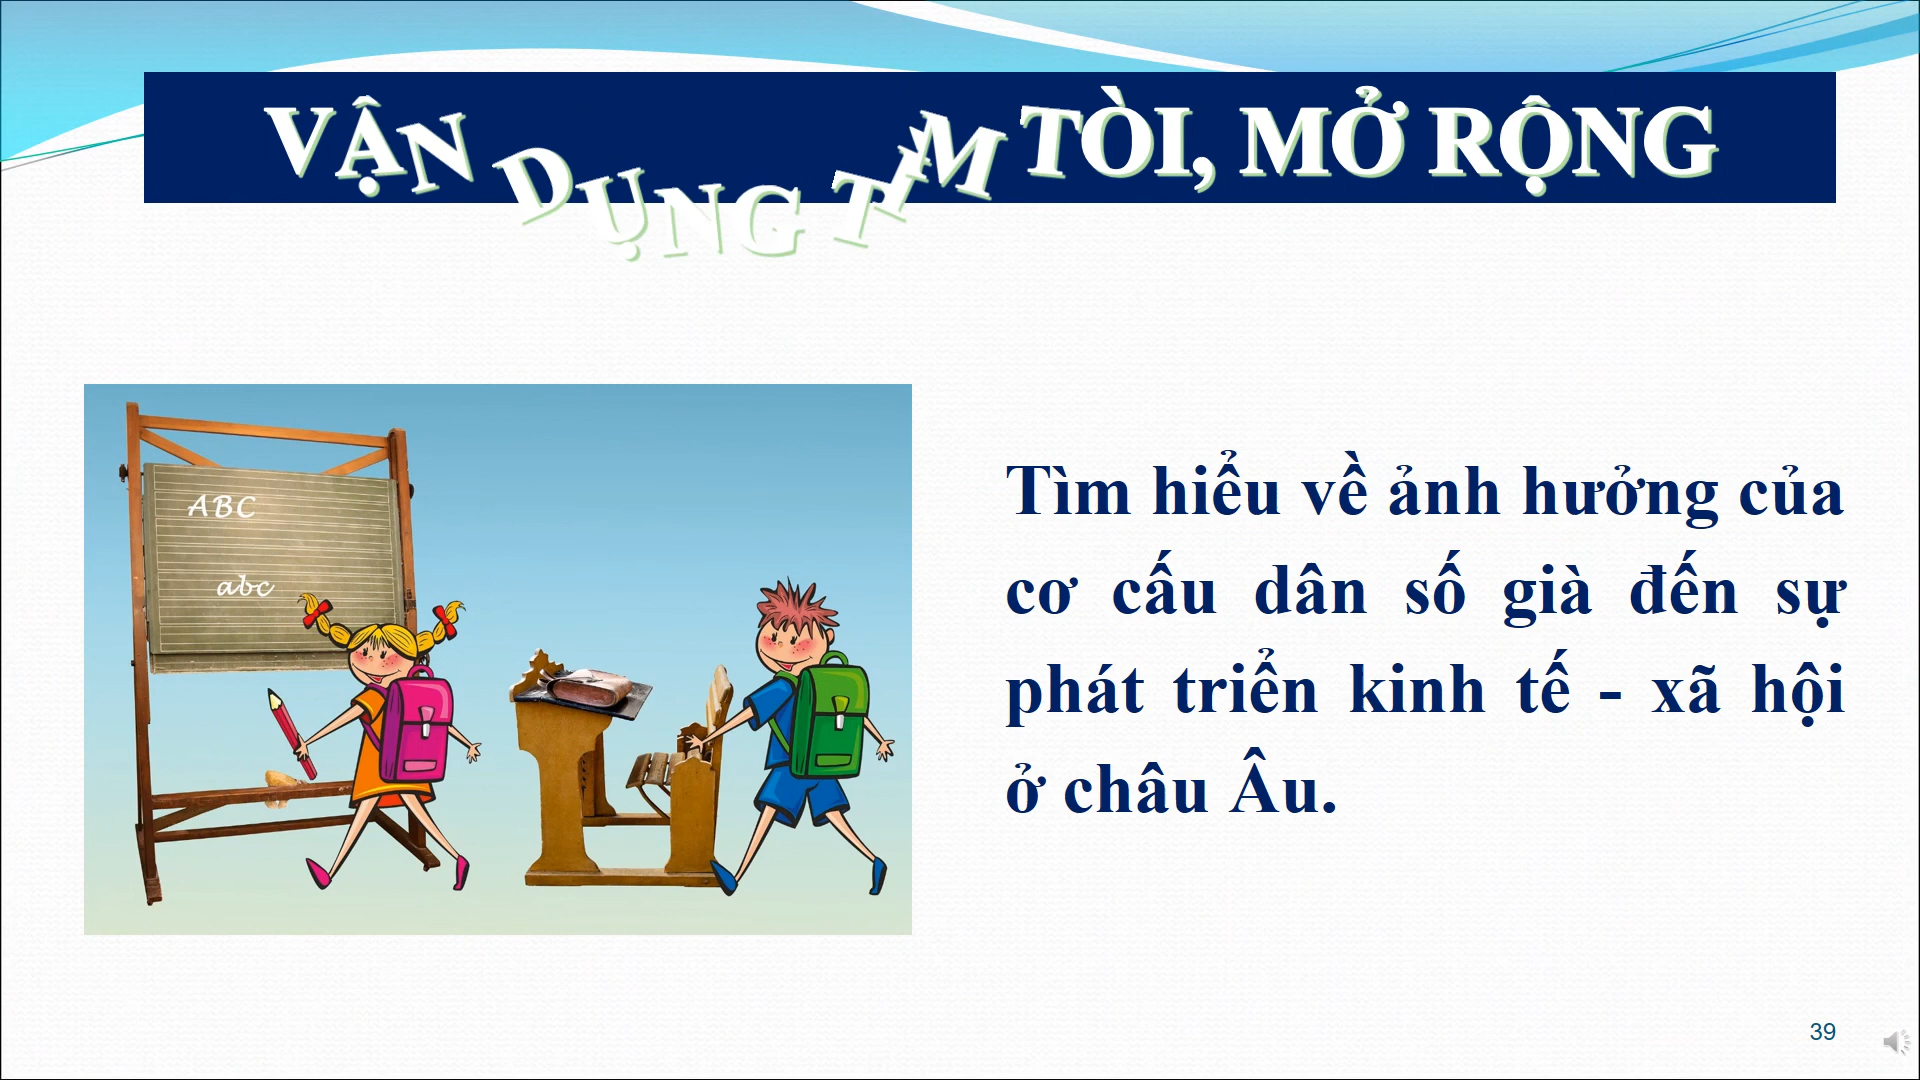 VẬN DỤNG TÌM TÒI, MỞ RỘNG
ABC
abc
Tìm hiểu về ảnh hưởng của
cơ cấu dân số già đến sự
phát triển kinh tế - xã hội
ở châu Âu.
39